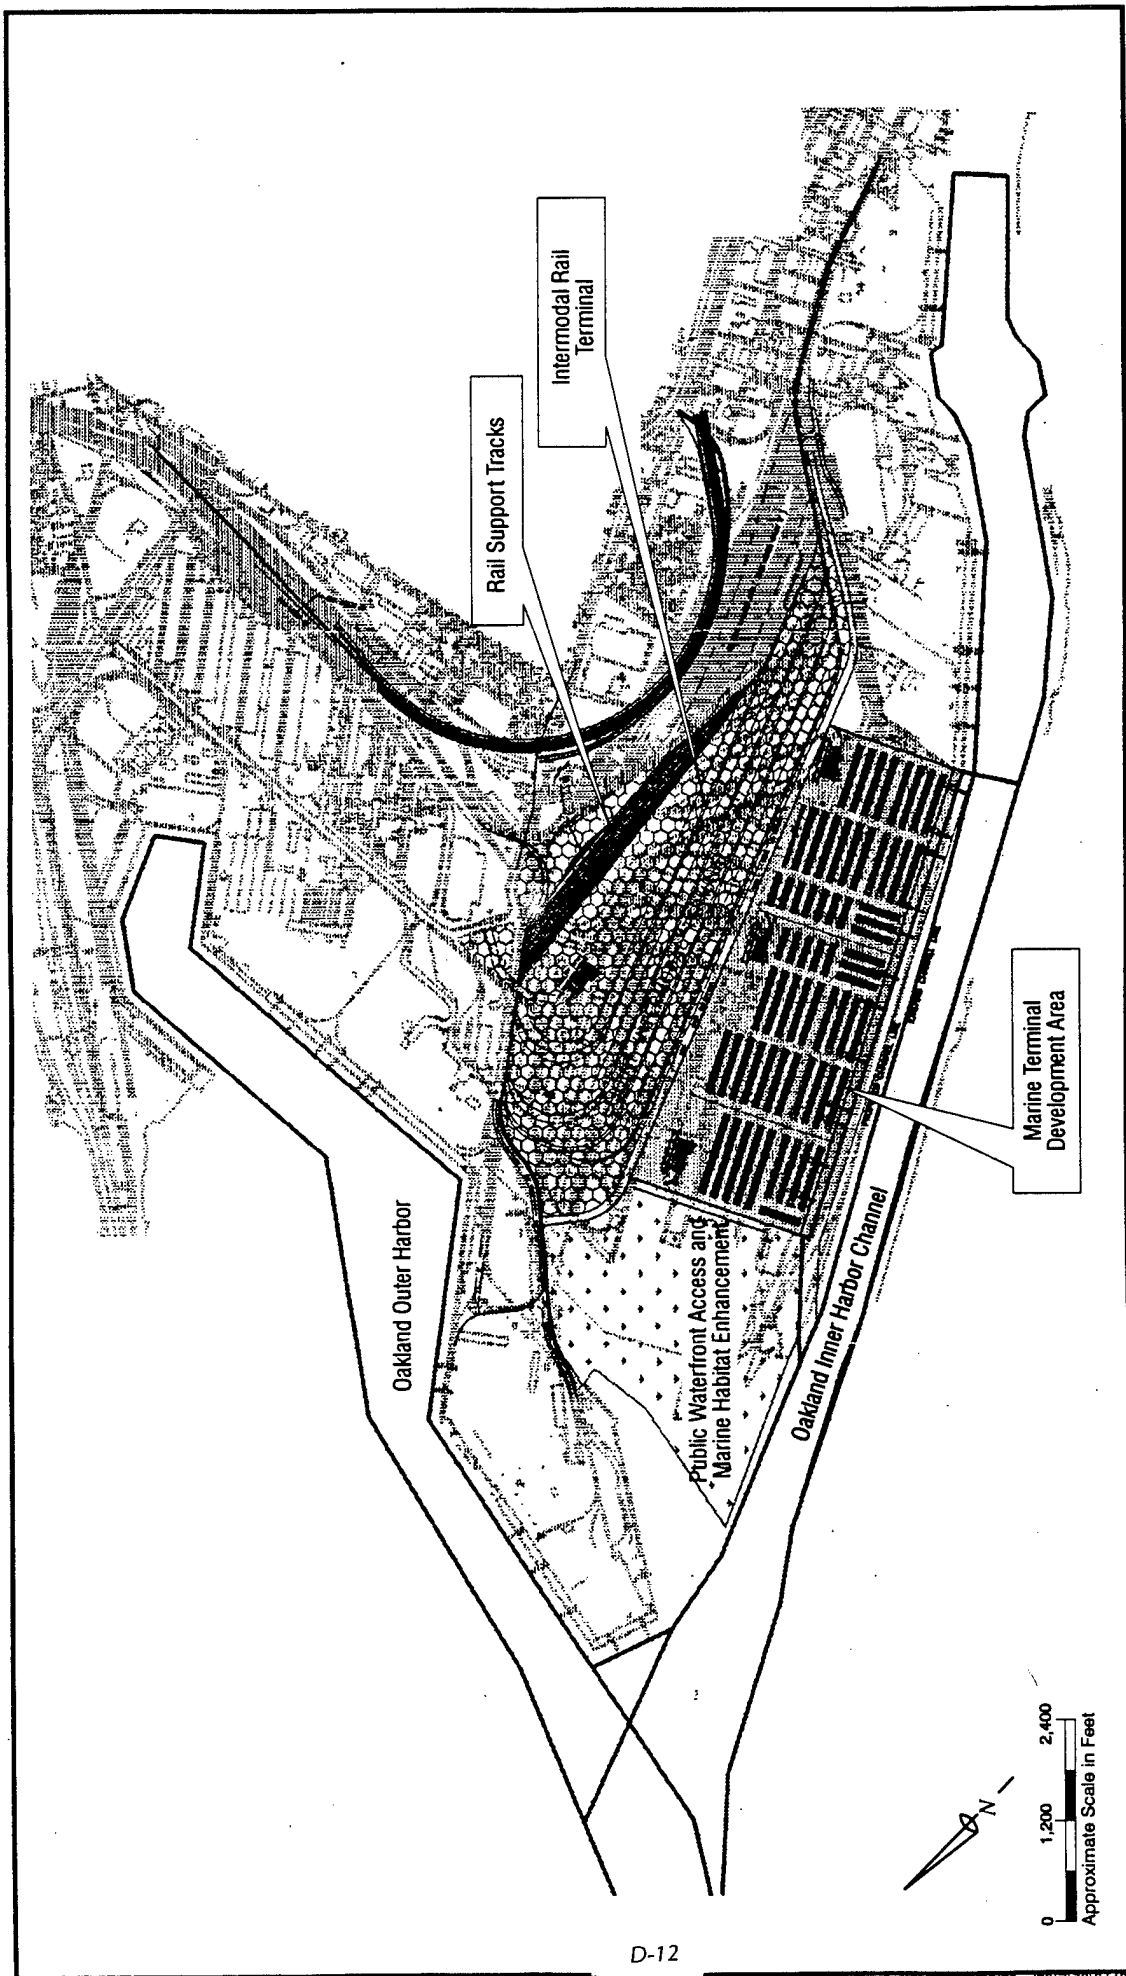 Intermodal Rail
Terminal
Rail Support Tracks
Oakland Outer Harbor
Public Waterfront Access and
Marine Habitat Enhancement
Oakland Inner Harbor Channel
Marine Terminal
Development Area
N
0 1,200 2,400
Approximate Scale in Feet
D-12